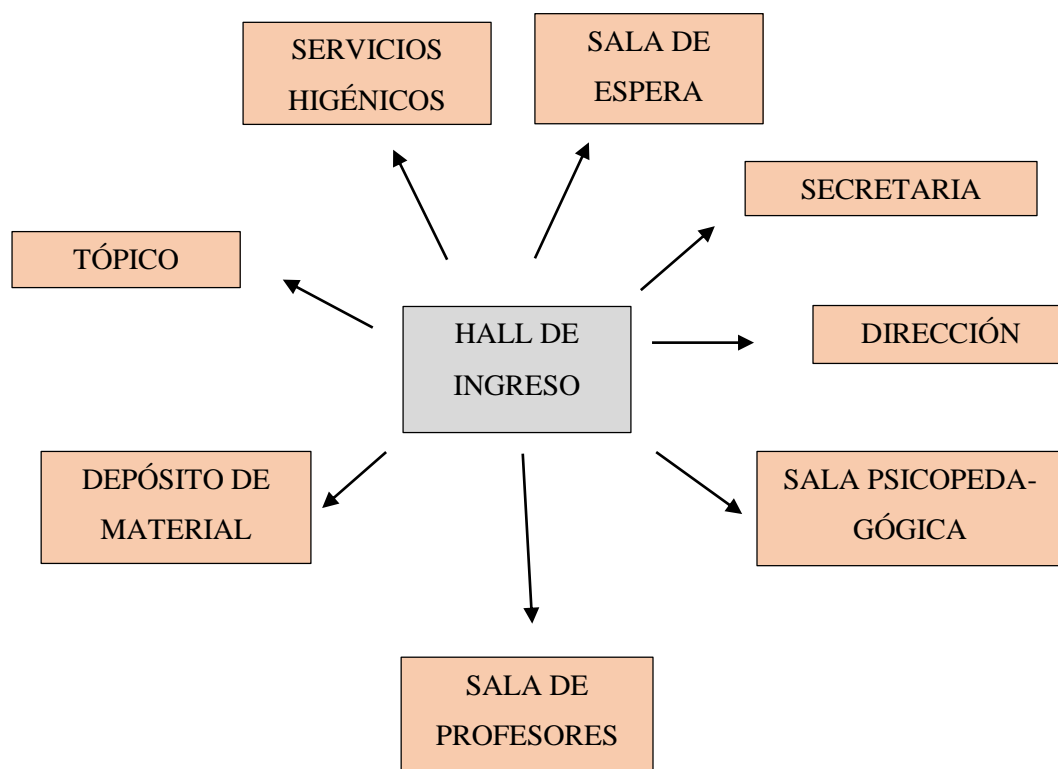 SERVICIOS
HIGÉNICOS
SALA DE
ESPERA
SECRETARIA
TÓPICO
HALL DE
INGRESO
DIRECCIÓN
DEPÓSITO DE
MATERIAL
SALA PSICOPEDA-
GÓGICA
SALA DE
PROFESORES